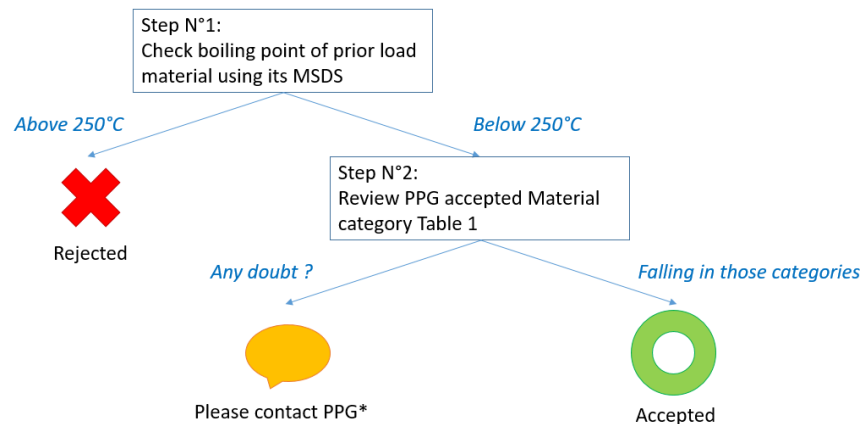 Step N°1:
Check boiling point of prior load
material using its MSDS
Above 250°C
Below 250°C
Rejected
Step N°2:
Review PPG accepted Material
category Table 1
Any doubt ?
Falling in those categories
Please contact PPG*
Accepted